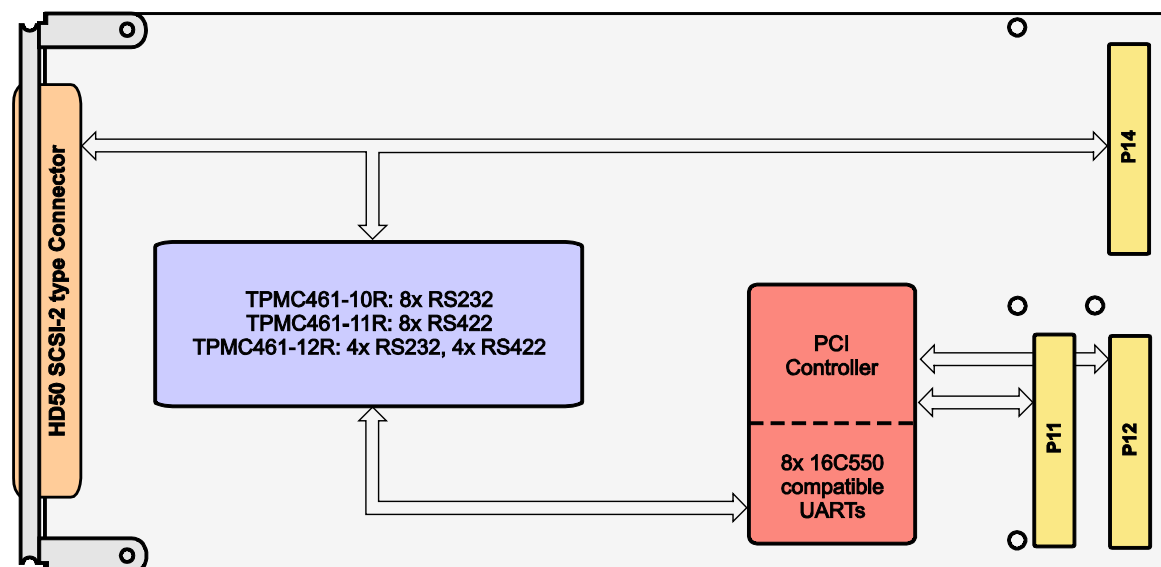 HD50 SCSI-2 type Connector
P14
TPMC461-10R: 8x RS232
TPMC461-11R: 8x RS422
TPMC461-12R: 4x RS232, 4x RS422
PCI
Controller
8x 16C550
compatible
UARTs
P11
P12